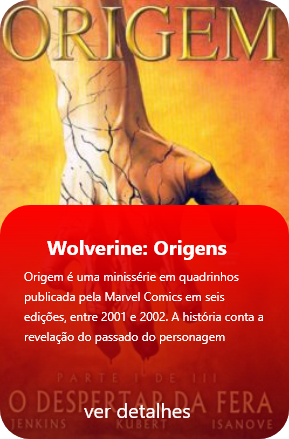 ORIGEM
Wolverine: Origens
Origem é uma minissérie em quadrinhos
publicada pela Marvel Comics em seis
edições, entre 2001 e 2002. A história conta a
revelação do passado do personagem
PARTE I DE III
O DESPERTAR DA FERA
ver detalhes
JENKINS KUBERT ISANOVE